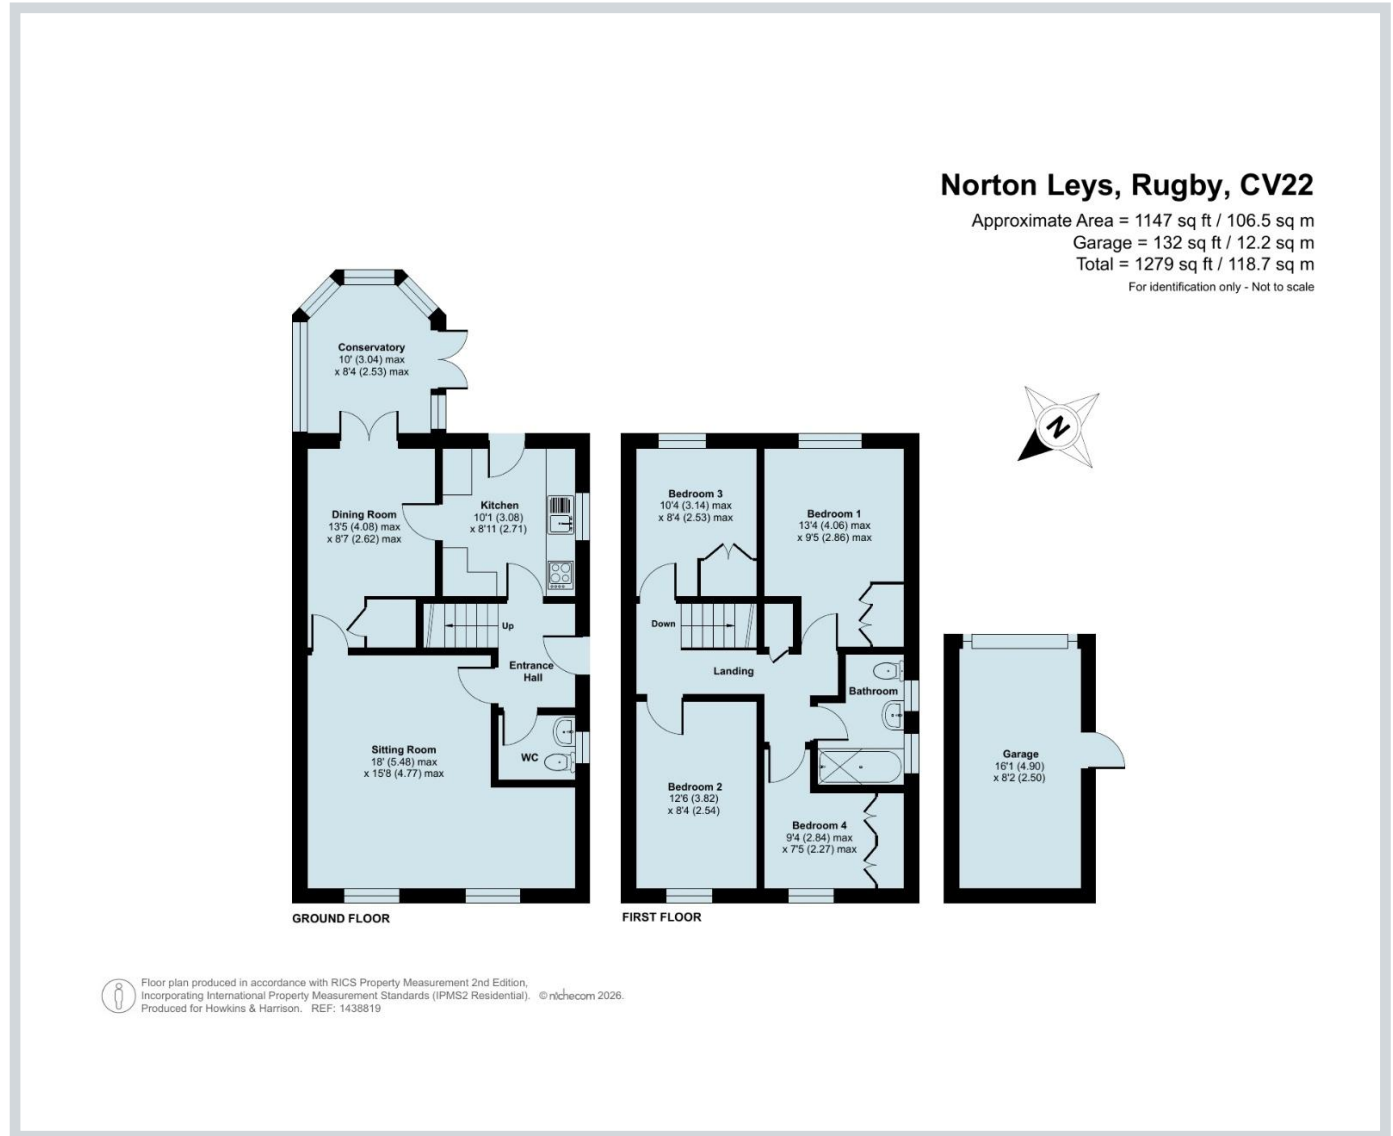 Norton Leys, Rugby, CV22
Approximate Area = 1147 sq ft / 106.5 sq m
Garage = 132 sq ft / 12.2 sq m
Total = 1279 sq ft / 118.7 sq m
For identification only - Not to scale
N
Conservatory
10' (3.04) max
x 8'4 (2.53) max
Dining Room
13'5 (4.08) max
x 8'7 (2.62) max
Kitchen
10'1 (3.08)
x 8'11 (2.71)
Up
Entrance
Hall
WC
Sitting Room
18' (5.48) max
x 15'8 (4.77) max
GROUND FLOOR
Bedroom 3
10'4 (3.14) max
x 8'4 (2.53) max
Bedroom 1
13'4 (4.06) max
x 9'5 (2.86) max
Down
Landing
Bathroom
Bedroom 2
12'6 (3.82)
x 8'4 (2.54)
Bedroom 4
9'4 (2.84) max
x 7'5 (2.27) max
FIRST FLOOR
Garage
16'1 (4.90)
x 8'2 (2.50)
Floor plan produced in accordance with RICS Property Measurement 2nd Edition,
Incorporating International Property Measurement Standards (IPMS2 Residential). © nichecom 2026.
Produced for Howkins & Harrison. REF: 1438819